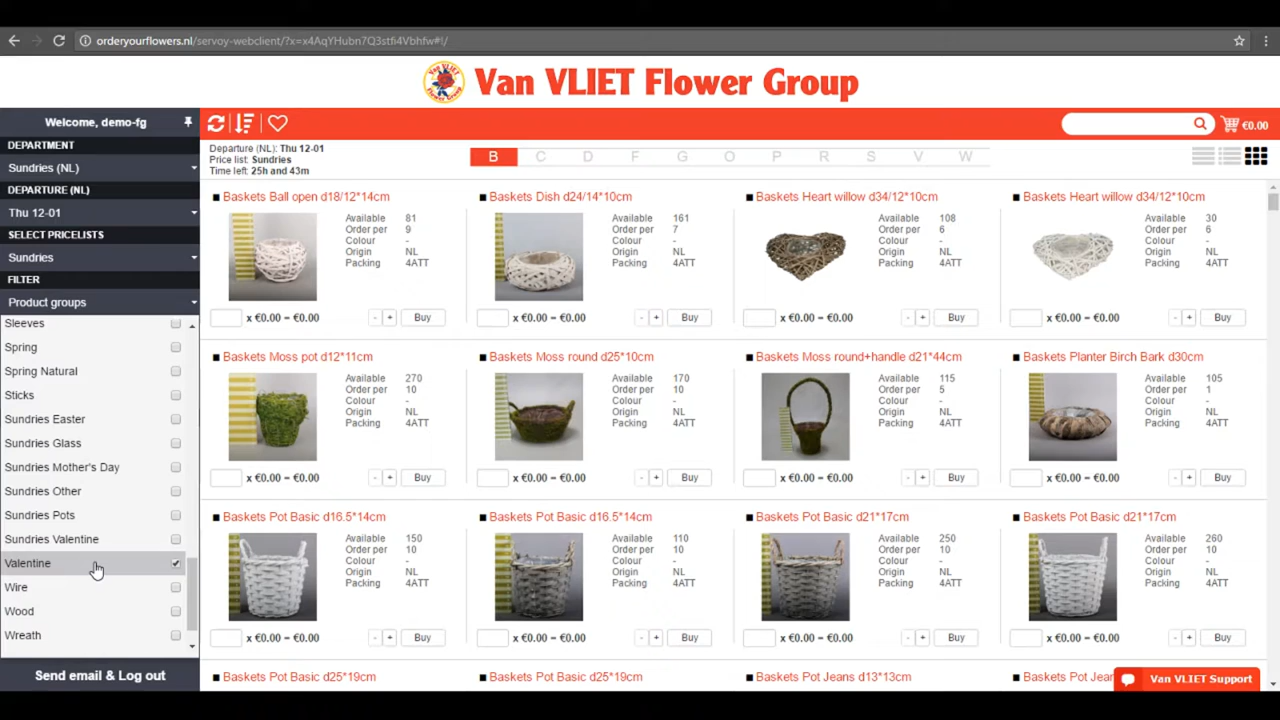 orderyourflowers.nl/servoy-webclient/?x=x4AqYHubn7Q3stfi4Vbhfw#!/
Van VLIET Flower Group
Welcome, demo-fg
€0.00
DEPARTMENT
Sundries (NL)
DEPARTURE (NL)
Thu 12-01
SELECT PRICELISTS
Sundries
FILTER
Product groups
Sleeves
Spring
Spring Natural
Sticks
Sundries Easter
Sundries Glass
Sundries Mother's Day
Sundries Other
Sundries Pots
Sundries Valentine
Valentine
Wire
Wood
Wreath
Send email & Log out
Departure (NL): Thu 12-01
Price list: Sundries
Time left: 25h and 43m
B C D F G O P R S V W
Baskets Ball open d18/12*14cm
Available 81
Order per 9
Colour -
Origin NL
Packing 4ATT
x €0.00 = €0.00 - + Buy
Baskets Dish d24/14*10cm
Available 161
Order per 7
Colour -
Origin NL
Packing 4ATT
x €0.00 = €0.00 - + Buy
Baskets Heart willow d34/12*10cm
Available 108
Order per 6
Colour -
Origin NL
Packing 4ATT
x €0.00 = €0.00 - + Buy
Baskets Heart willow d34/12*10cm
Available 30
Order per 6
Colour -
Origin NL
Packing 4ATT
x €0.00 = €0.00 - + Buy
Baskets Moss pot d12*11cm
Available 270
Order per 10
Colour -
Origin NL
Packing 4ATT
x €0.00 = €0.00 - + Buy
Baskets Moss round d25*10cm
Available 170
Order per 10
Colour -
Origin NL
Packing 4ATT
x €0.00 = €0.00 - + Buy
Baskets Moss round+handle d21*44cm
Available 115
Order per 5
Colour -
Origin NL
Packing 4ATT
x €0.00 = €0.00 - + Buy
Baskets Planter Birch Bark d30cm
Available 105
Order per 1
Colour -
Origin NL
Packing 4ATT
x €0.00 = €0.00 - + Buy
Baskets Pot Basic d16.5*14cm
Available 150
Order per 10
Colour -
Origin NL
Packing 4ATT
x €0.00 = €0.00 - + Buy
Baskets Pot Basic d16.5*14cm
Available 110
Order per 10
Colour -
Origin NL
Packing 4ATT
x €0.00 = €0.00 - + Buy
Baskets Pot Basic d21*17cm
Available 250
Order per 10
Colour -
Origin NL
Packing 4ATT
x €0.00 = €0.00 - + Buy
Baskets Pot Basic d21*17cm
Available 260
Order per 10
Colour -
Origin NL
Packing 4ATT
x €0.00 = €0.00 - + Buy
Baskets Pot Basic d25*19cm
Baskets Pot Basic d25*19cm
Baskets Pot Jeans d13*13cm
Baskets Pot
Van VLIET Support